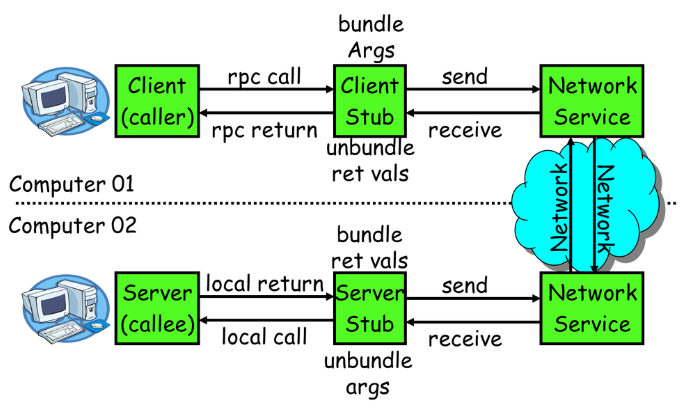 bundle
Args
Client
(caller)
rpc call
rpc return
Client
Stub
send
receive
Network
Service
unbundle
ret vals
Computer 01
Network
Network
Computer 02
bundle
ret vals
Server
(callee)
local return
local call
Server
Stub
send
receive
Network
Service
unbundle
args